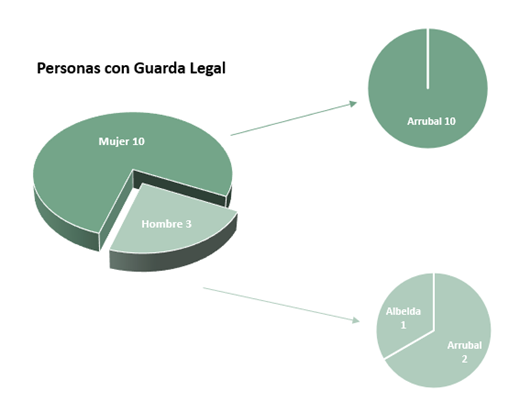 Personas con Guarda Legal
Mujer 10
Hombre 3
Arrubal 10
Albelda
1
Arrubal
2